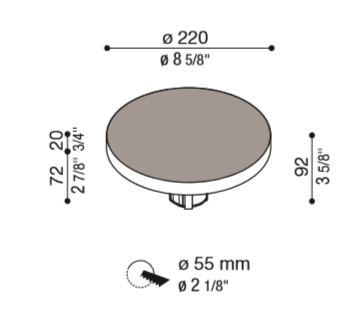 ø 220
ø 8 5/8"
20
3/4"
72
2 7/8"
92
3 5/8"
ø 55 mm
ø 2 1/8"